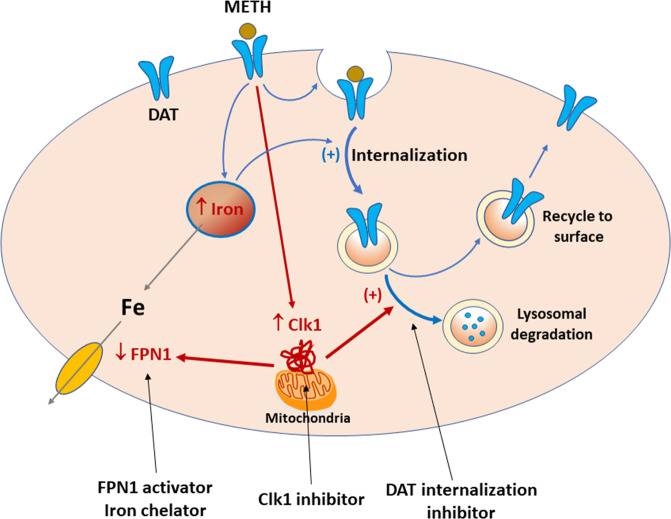 METH
DAT
(+)
Internalization
↑ Iron
Recycle to
surface
Fe
(+)
↑ Clk1
Lysosomal
degradation
↓ FPN1
Mitochondria
FPN1 activator
Iron chelator
Clk1 inhibitor
DAT internalization
inhibitor